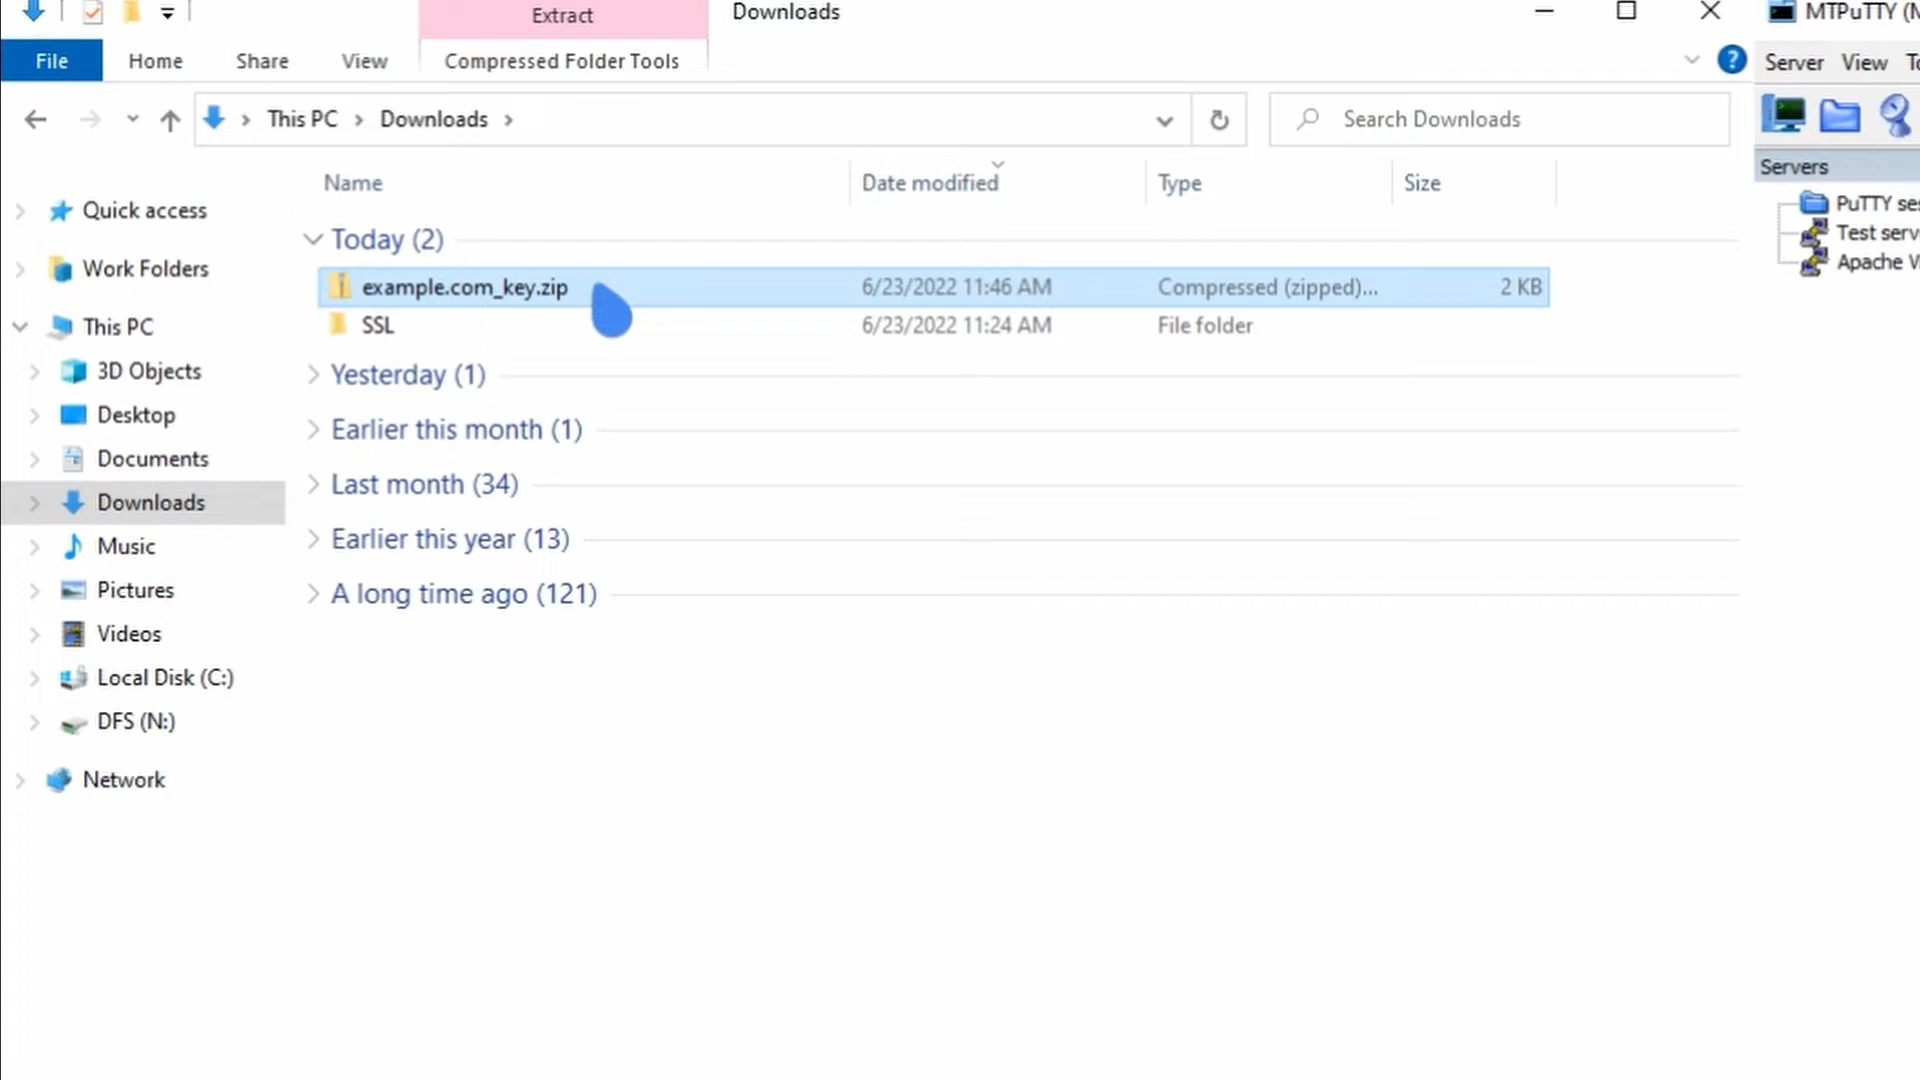 Extract
Downloads
MTPuTTY (
File
Home
Share
View
Compressed Folder Tools
Server
View
This PC
Downloads
Search Downloads
Name
Date modified
Type
Size
Servers
Quick access
Work Folders
This PC
3D Objects
Desktop
Documents
Downloads
Music
Pictures
Videos
Local Disk (C:)
DFS (N:)
Network
Today (2)
example.com_key.zip 6/23/2022 11:46 AM Compressed (zipped)... 2 KB
SSL 6/23/2022 11:24 AM File folder
Yesterday (1)
Earlier this month (1)
Last month (34)
Earlier this year (13)
A long time ago (121)
PuTTY
Test
Apache